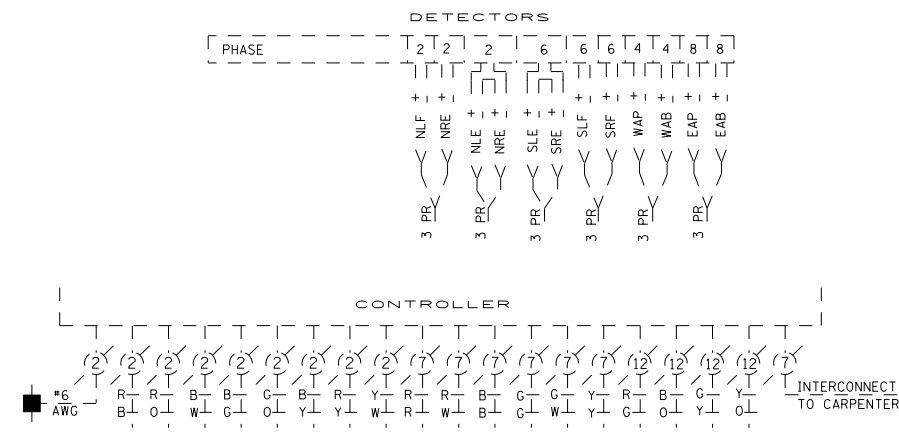 DETECTORS
PHASE 2 2 2 6 6 6 4 4 8 8
+ - + - + - + - + - + - + - + - + - + - + - + -
NLF NRE NLE NRE SLE SRE SLF SRF WAP WAB EAP EAB
3 PR 3 PR 3 PR 3 PR 3 PR 3 PR
CONTROLLER
2 2 2 2 2 2 2 2 2 7 7 7 7 7 7 12 12 12 12 7
"6 R R B B G B R Y R R B G G Y R B G Y INTERCONNECT
AWG B O W G O Y Y W R W B G W Y G O Y O TO CARPENTER